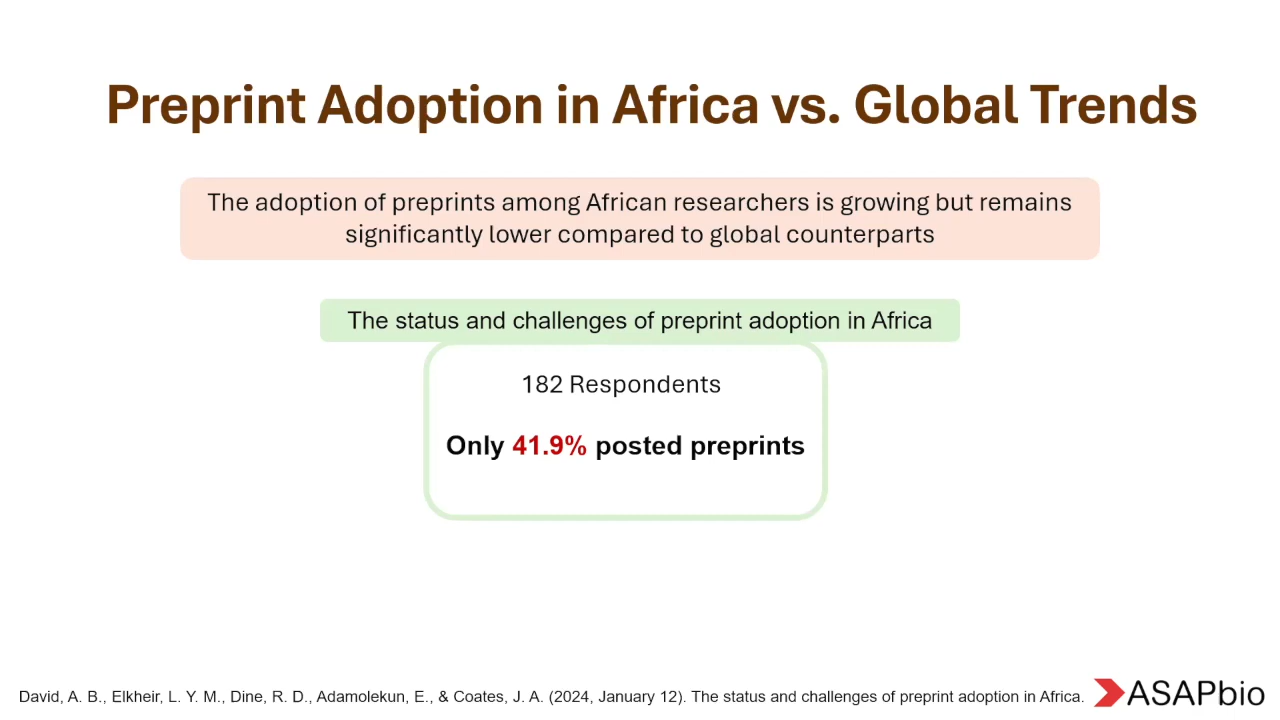 Preprint Adoption in Africa vs. Global Trends
The adoption of preprints among African researchers is growing but remains
significantly lower compared to global counterparts
The status and challenges of preprint adoption in Africa
182 Respondents
Only 41.9% posted preprints
David, A. B., Elkheir, L. Y. M., Dine, R. D., Adamolekun, E., & Coates, J. A. (2024, January 12). The status and challenges of preprint adoption in Africa.
ASAPbio